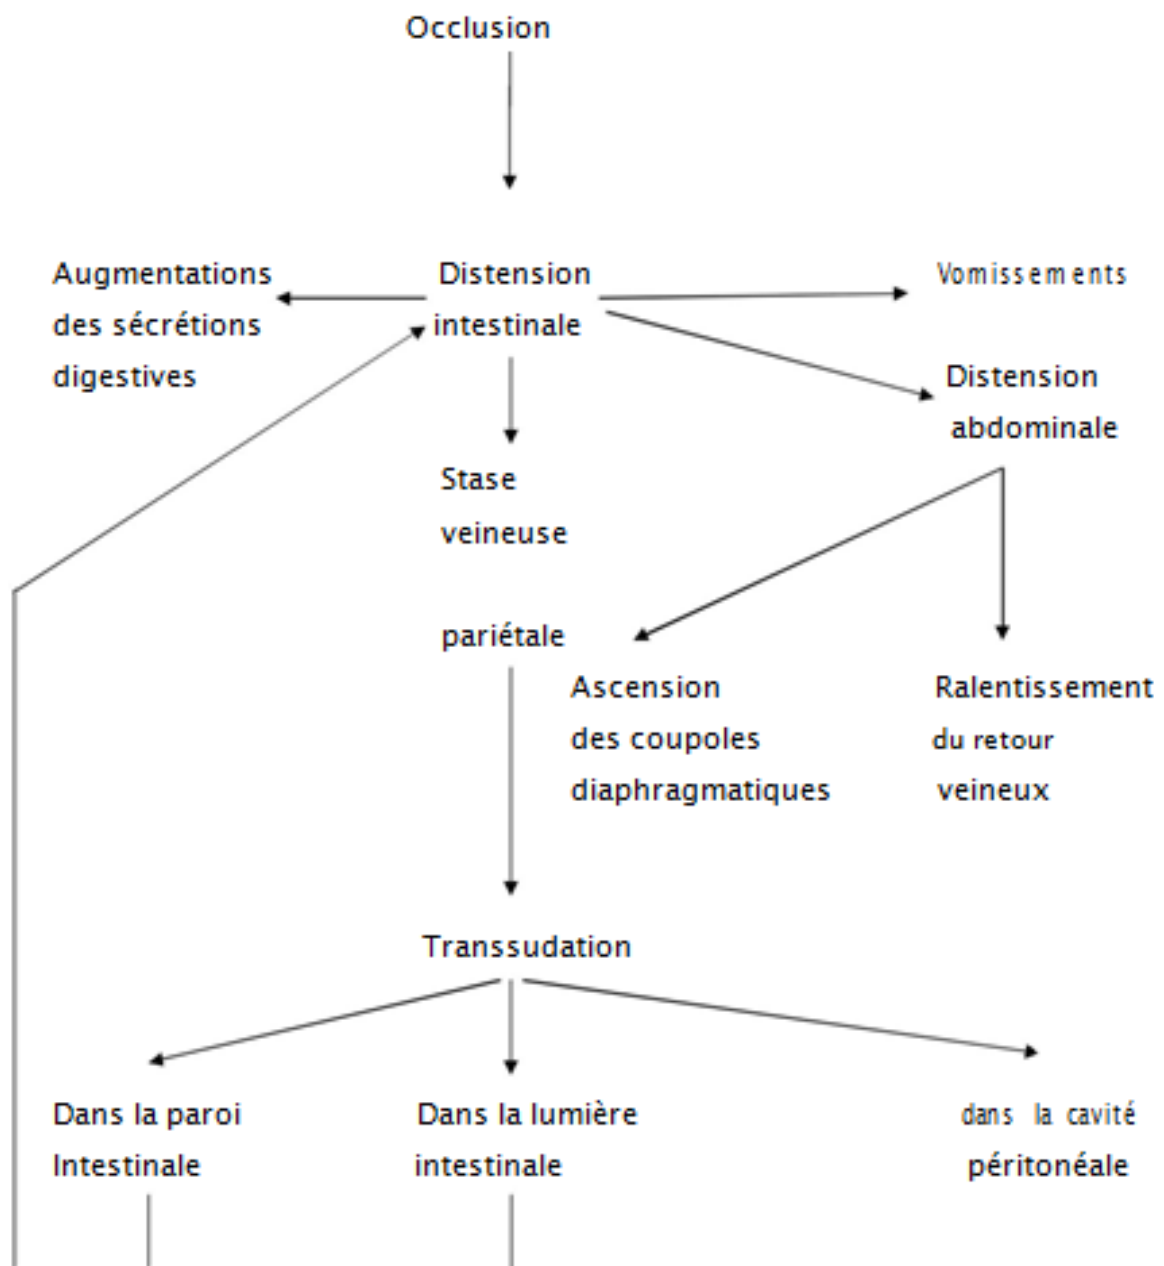 Occlusion
Augmentations
des sécrétions
digestives
Distension
intestinale
Vomissements
Distension
abdominale
Stase
veineuse
pariétale
Ascension
des coupoles
diaphragmatiques
Ralentissement
du retour
veineux
Transsudation
Dans la paroi
Intestinale
Dans la lumière
intestinale
dans la cavité
péritonéale